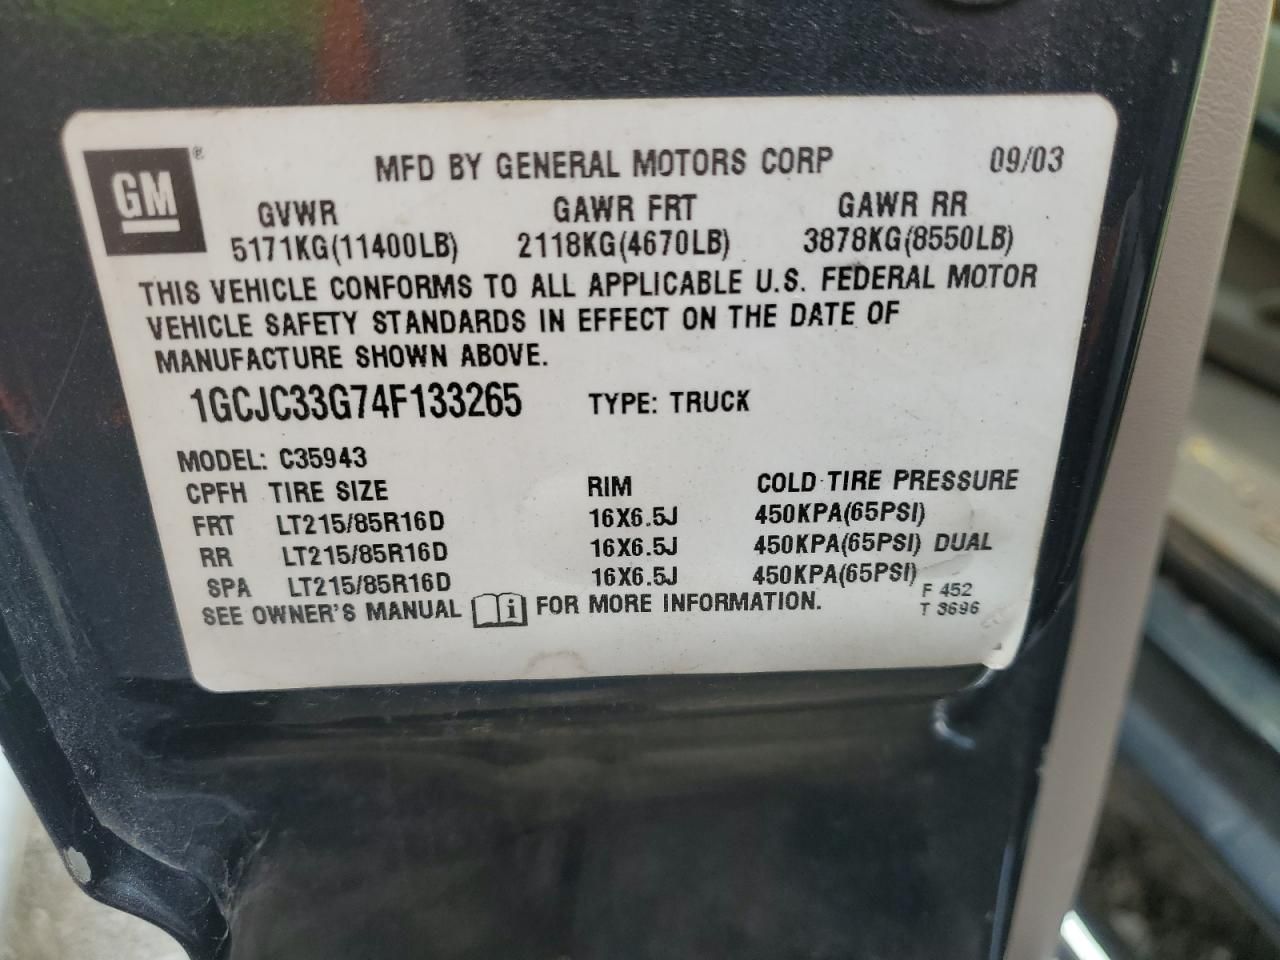 GM ® MFD BY GENERAL MOTORS CORP 09/03
GVWR GAWR FRT GAWR RR
5171KG(11400LB) 2118KG(4670LB) 3878KG(8550LB)
THIS VEHICLE CONFORMS TO ALL APPLICABLE U.S. FEDERAL MOTOR
VEHICLE SAFETY STANDARDS IN EFFECT ON THE DATE OF
MANUFACTURE SHOWN ABOVE.
1GCJC33G74F133265 TYPE: TRUCK
MODEL: C35943
CPFH TIRE SIZE RIM COLD TIRE PRESSURE
FRT LT215/85R16D 16X6.5J 450KPA(65PSI)
RR LT215/85R16D 16X6.5J 450KPA(65PSI) DUAL
SPA LT215/85R16D 16X6.5J 450KPA(65PSI)
SEE OWNER'S MANUAL i FOR MORE INFORMATION.
F 452
T 3696